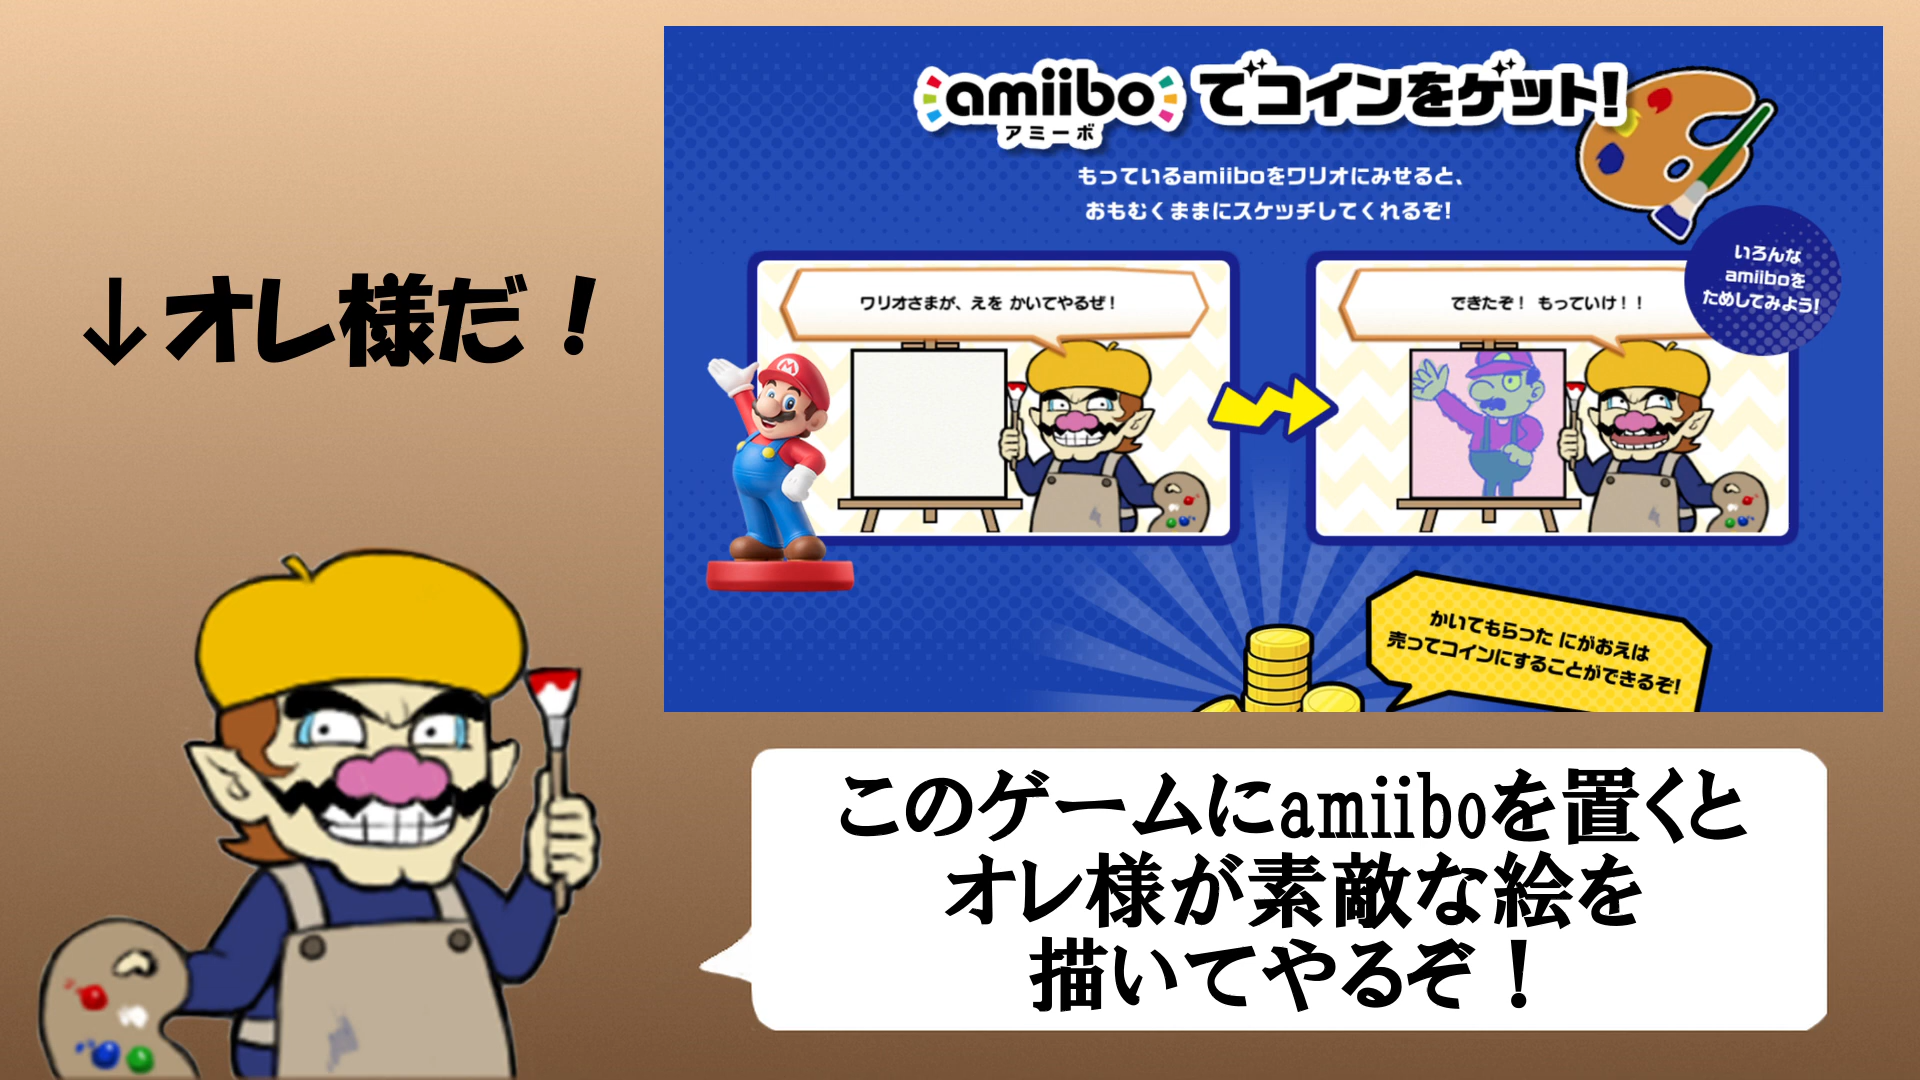 amiiboでコインをゲット!
アミーボ
もっているamiiboをワリオにみせると、
おもむくままにスケッチしてくれるぞ!
いろんな
amiiboを
ためしてみよう!
ワリオさまが、えを かいてやるぜ!
できたぞ! もっていけ!!
↓オレ様だ!
M
かいてもらった にがおえは
売ってコインにすることができるぞ!
このゲームにamiiboを置くと
オレ様が素敵な絵を
描いてやるぞ!